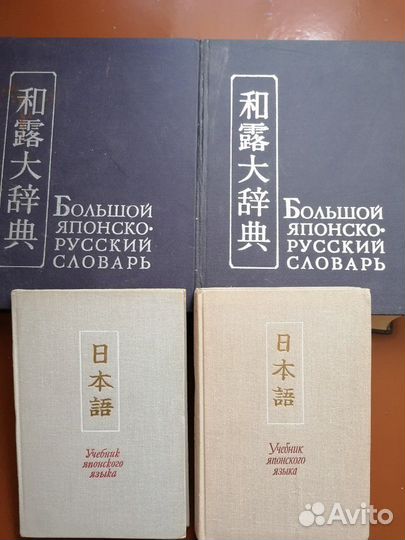 和露大辞典
Большой
японско-
русский
словарь
和露大辞典
Большой
японско-
русский
словарь
日本語
Учебник
японского
языка
日本語
Учебник
японского
языка
Avito